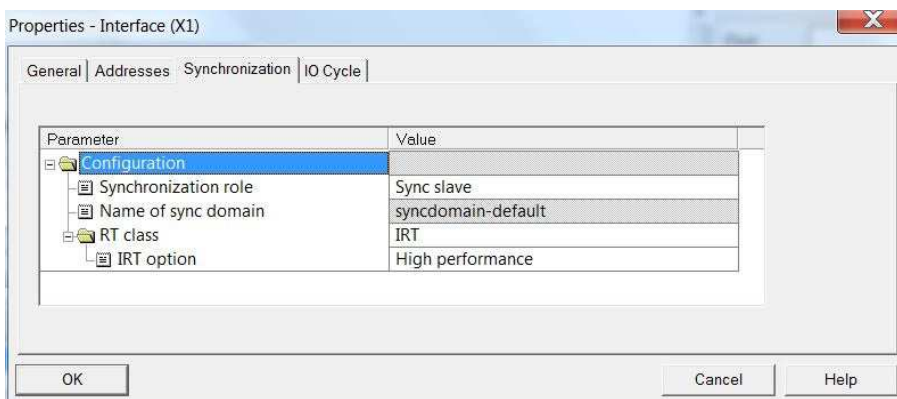 Properties - Interface (X1)
General Addresses Synchronization IO Cycle
Parameter Value
Configuration
Synchronization role Sync slave
Name of sync domain syncdomain-default
RT class IRT
IRT option High performance
OK Cancel Help